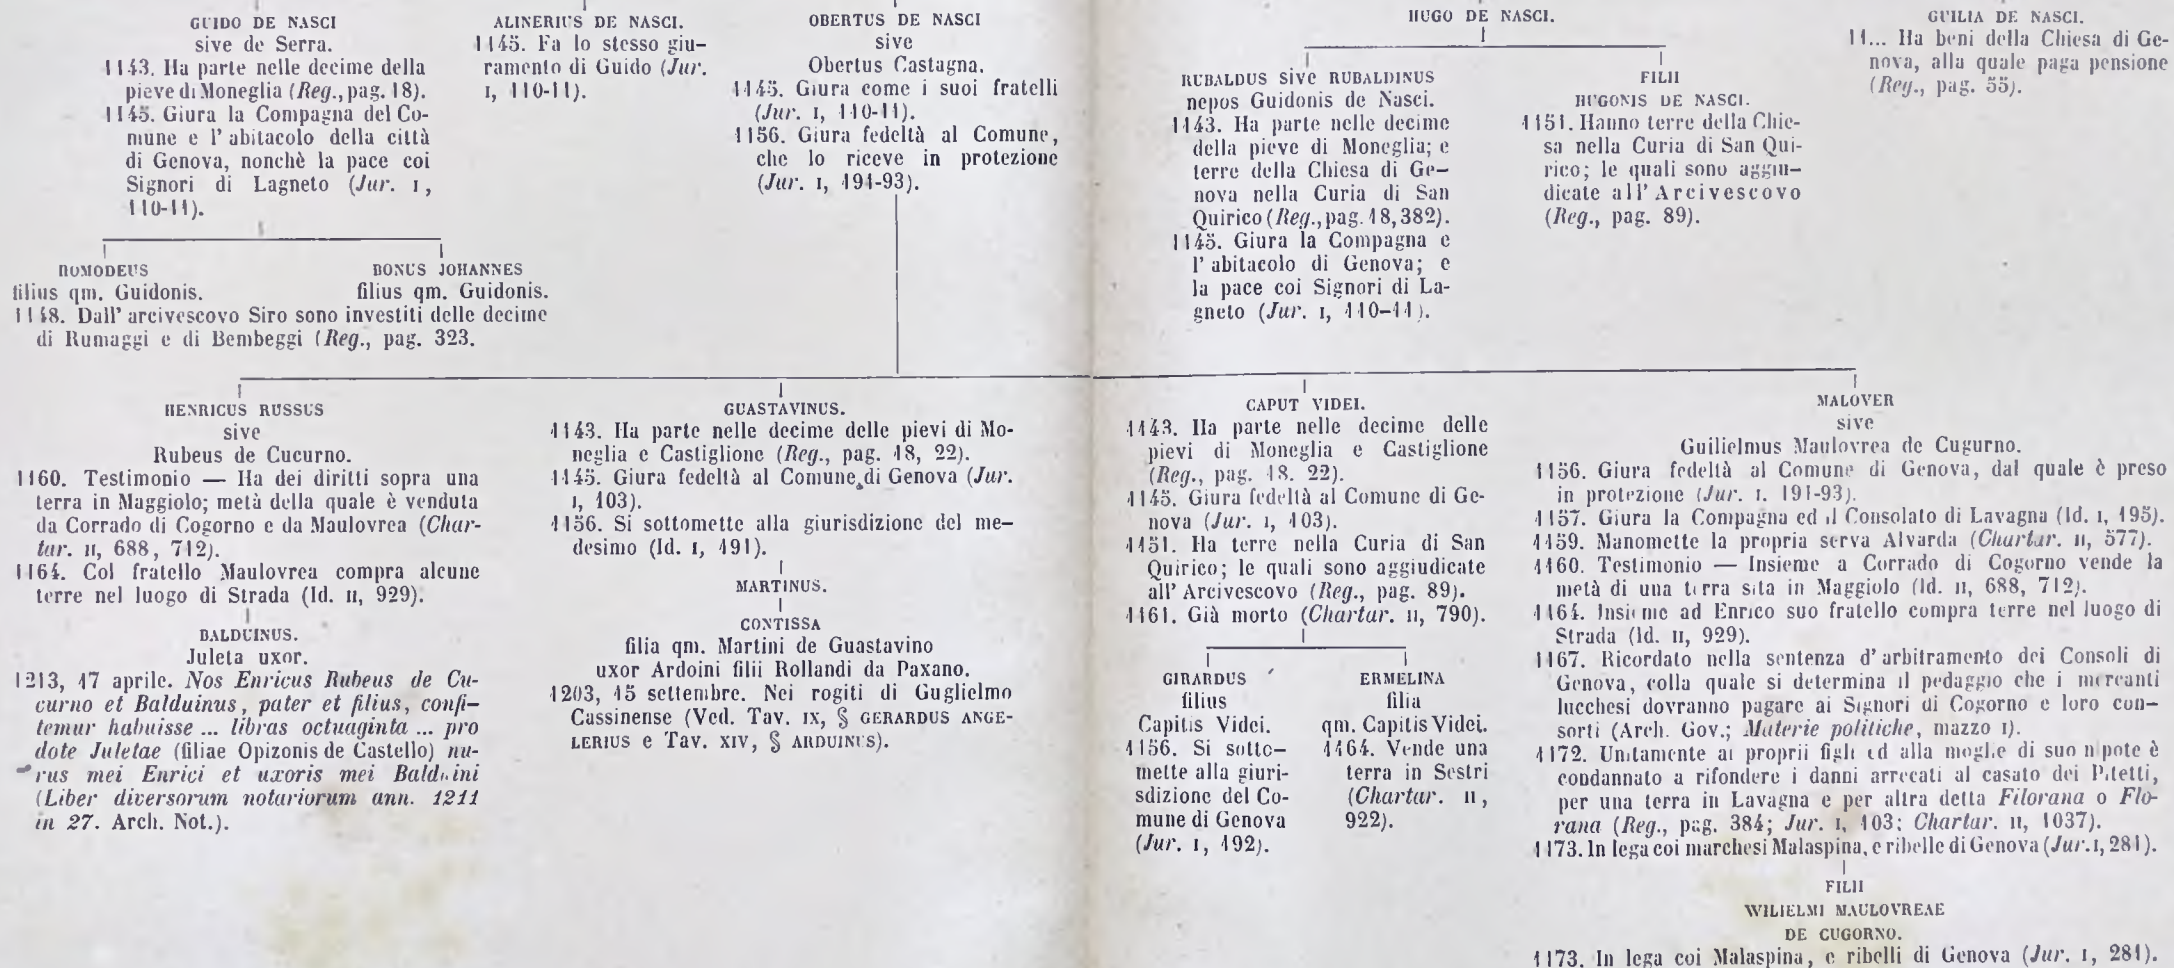 GUIDO DE NASCI
sive de Serra.
1143. Ha parte nelle decime della
pieve di Moneglia (Reg., pag. 18).
1145. Giura la Compagna del Co-
mune e l' abitacolo della città
di Genova, nonchè la pace coi
Signori di Lagneto (Jur. I,
110-11).
ALINERIUS DE NASCI.
1145. Fa lo stesso giu-
ramento di Guido (Jur.
I, 110-11).
OBERTUS DE NASCI
sive
Obertus Castagna.
1145. Giura come i suoi fratelli
(Jur. I, 110-11).
1156. Giura fedeltà al Comune,
che lo riceve in protezione
(Jur. I, 191-93).
HUGO DE NASCI.
RUBALDUS sive RUBALDINUS
nepos Guidonis de Nasci.
1143. Ha parte nelle decime
della pieve di Moneglia; e
terre della Chiesa di Ge-
nova nella Curia di San
Quirico (Reg., pag. 18, 382).
1145. Giura la Compagna e
l' abitacolo di Genova; e
la pace coi Signori di La-
gneto (Jur. I, 110-11).
FILII
HUGONIS DE NASCI.
1151. Hanno terre della Chie-
sa nella Curia di San Qui-
rico; le quali sono aggiu-
dicate all' Arcivescovo
(Reg., pag. 89).
GUILIA DE NASCI.
11... Ha beni della Chiesa di Ge-
nova, alla quale paga pensione
(Reg., pag. 55).
ROMODEUS
filius qm. Guidonis.
BONUS JOHANNES
filius qm. Guidonis.
1148. Dall' arcivescovo Siro sono investiti delle decime
di Rumaggi e di Bembeggi (Reg., pag. 323.
HENRICUS RUSSUS
sive
Rubeus de Cucurno.
1160. Testimonio — Ha dei diritti sopra una
terra in Maggiolo; metà della quale è venduta
da Corrado di Cogorno e da Maulovrea (Char-
tar. II, 688, 712).
1164. Col fratello Maulovrea compra alcune
terre nel luogo di Strada (Id. II, 929).
BALDUINUS.
Juleta uxor.
1213, 17 aprile. Nos Enricus Rubeus de Cu-
curno et Balduinus, pater et filius, confi-
temur habuisse ... libras octuaginta ... pro
dote Juletae (filiae Opizonis de Castello) nu-
rus mei Enrici et uxoris mei Balduini
(Liber diversorum notariorum ann. 1211
in 27. Arch. Not.).
GUASTAVINUS.
1143. Ha parte nelle decime delle pievi di Mo-
neglia e Castiglione (Reg., pag. 18, 22).
1145. Giura fedeltà al Comune di Genova (Jur.
I, 103).
1156. Si sottomette alla giurisdizione del me-
desimo (Id. I, 191).
MARTINUS.
CONTISSA
filia qm. Martini de Guastavino
uxor Ardoini filii Rollandi da Paxano.
1203, 15 settembre. Nei rogiti di Guglielmo
Cassinense (Ved. Tav. IX, § GERARDUS ANGE-
LERIUS e Tav. XIV, § ARDUINUS).
CAPUT VIDEI.
1143. Ha parte nelle decime delle
pievi di Moneglia e Castiglione
(Reg., pag. 18. 22).
1145. Giura fedeltà al Comune di Ge-
nova (Jur. I, 103).
1151. Ha terre nella Curia di San
Quirico; le quali sono aggiudicate
all' Arcivescovo (Reg., pag. 89).
1161. Già morto (Chartar. II, 790).
GIRARDUS
filius
Capitis Videi.
1156. Si sotto-
mette alla giuri-
sdizione del Co-
mune di Genova
(Jur. I, 192).
ERMELINA
filia
qm. Capitis Videi.
1164. Vende una
terra in Sestri
(Chartar. II,
922).
MALOVER
sive
Guilielmus Maulovrea de Cugurno.
1156. Giura fedeltà al Comune di Genova, dal quale è preso
in protezione (Jur. I. 191-93).
1157. Giura la Compagna ed il Consolato di Lavagna (Id. I, 195).
1159. Manomette la propria serva Alvarda (Chartar. II, 577).
1160. Testimonio — Insieme a Corrado di Cogorno vende la
metà di una terra sita in Maggiolo (Id. II, 688, 712).
1164. Insieme ad Enrico suo fratello compra terre nel luogo di
Strada (Id. II, 929).
1167. Ricordato nella sentenza d' arbitramento dei Consoli di
Genova, colla quale si determina il pedaggio che i mercanti
lucchesi dovranno pagare ai Signori di Cogorno e loro con-
sorti (Arch. Gov.; Materie politiche, mazzo I).
1172. Unitamente ai proprii figli ed alla moglie di suo nipote è
condannato a rifondere i danni arrecati al casato dei Pitetti,
per una terra in Lavagna e per altra detta Filorana o Flo-
rana (Reg., pag. 384; Jur. I, 103; Chartar. II, 1037).
1173. In lega coi marchesi Malaspina, e ribelle di Genova (Jur. I, 281).
FILII
WILIELMI MAULOVREAE
DE CUGORNO.
1173. In lega coi Malaspina, e ribelli di Genova (Jur. I, 281).